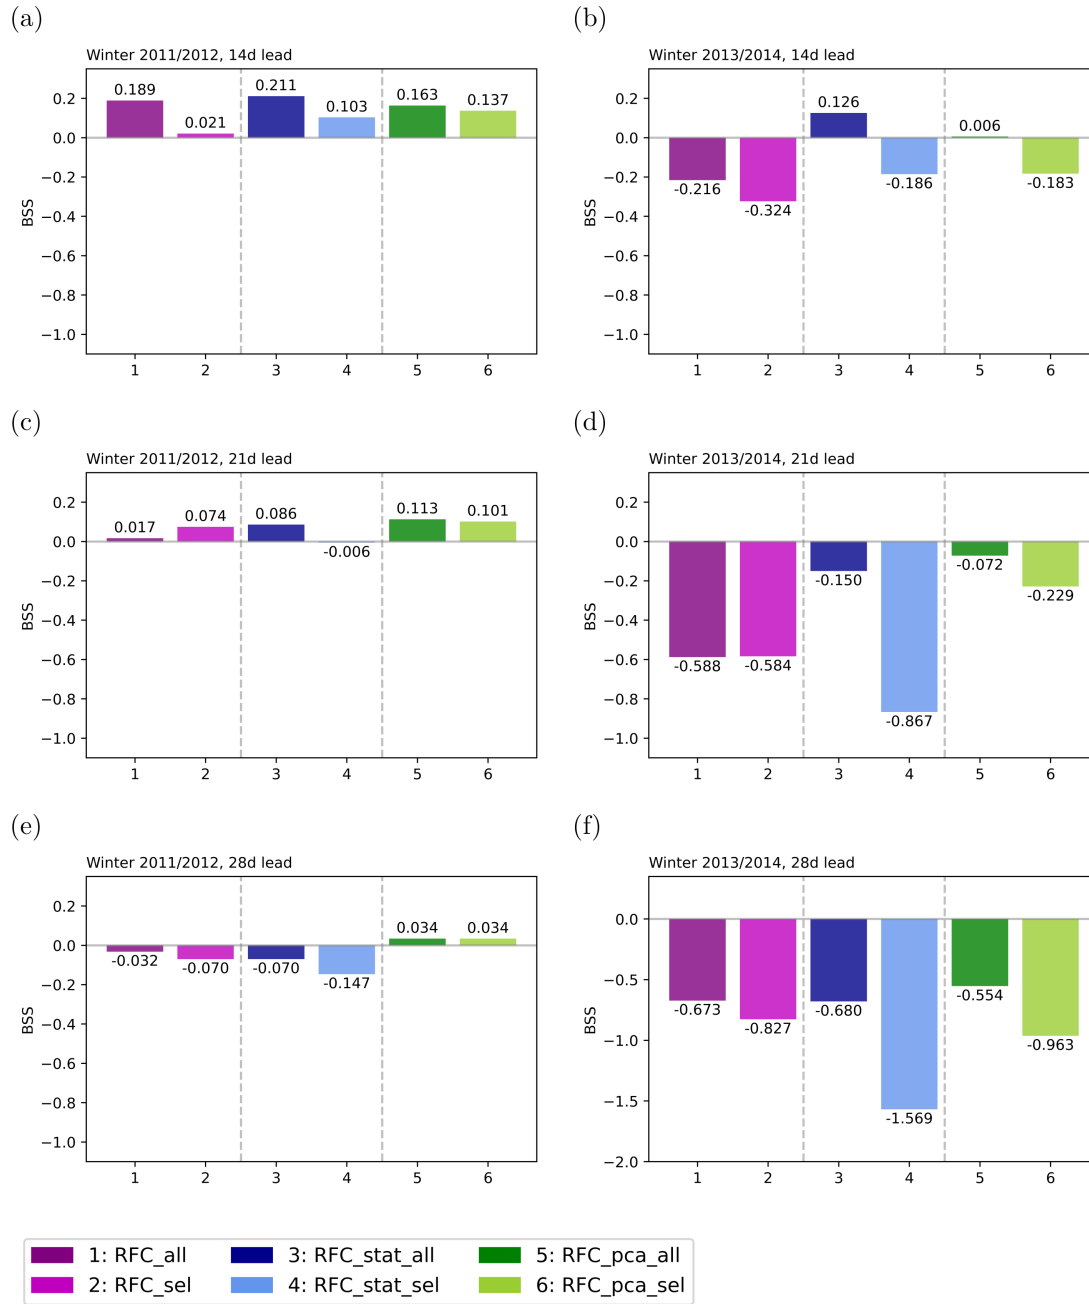 (a)
Winter 2011/2012, 14d lead
BSS
0.2
0.0
−0.2
−0.4
−0.6
−0.8
−1.0
0.189
0.021
0.211
0.103
0.163
0.137
1 2 3 4 5 6
(b)
Winter 2013/2014, 14d lead
BSS
0.2
0.0
−0.2
−0.4
−0.6
−0.8
−1.0
-0.216
-0.324
0.126
-0.186
0.006
-0.183
1 2 3 4 5 6
(c)
Winter 2011/2012, 21d lead
BSS
0.2
0.0
−0.2
−0.4
−0.6
−0.8
−1.0
0.017
0.074
0.086
-0.006
0.113
0.101
1 2 3 4 5 6
(d)
Winter 2013/2014, 21d lead
BSS
0.2
0.0
−0.2
−0.4
−0.6
−0.8
−1.0
-0.588
-0.584
-0.150
-0.867
-0.072
-0.229
1 2 3 4 5 6
(e)
Winter 2011/2012, 28d lead
BSS
0.2
0.0
−0.2
−0.4
−0.6
−0.8
−1.0
-0.032
-0.070
-0.070
-0.147
0.034
0.034
1 2 3 4 5 6
(f)
Winter 2013/2014, 28d lead
BSS
0.0
−0.5
−1.0
−1.5
−2.0
-0.673
-0.827
-0.680
-1.569
-0.554
-0.963
1 2 3 4 5 6
1: RFC_all
2: RFC_sel
3: RFC_stat_all
4: RFC_stat_sel
5: RFC_pca_all
6: RFC_pca_sel